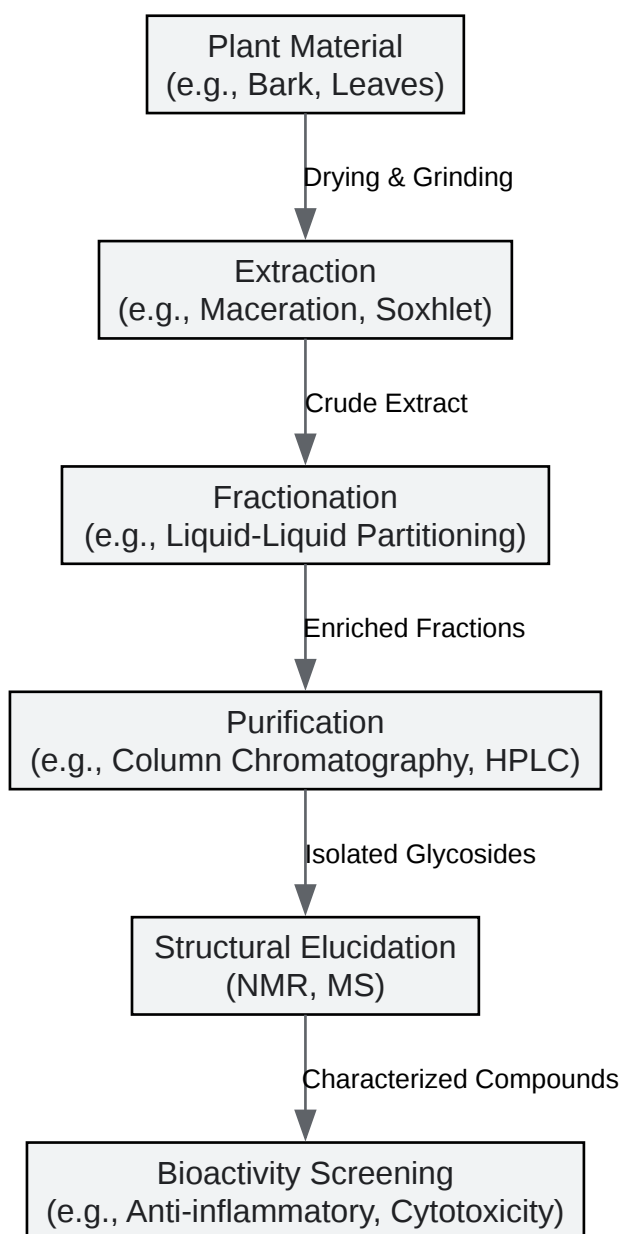 Plant Material
(e.g., Bark, Leaves)
Drying & Grinding
Extraction
(e.g., Maceration, Soxhlet)
Crude Extract
Fractionation
(e.g., Liquid-Liquid Partitioning)
Enriched Fractions
Purification
(e.g., Column Chromatography, HPLC)
Isolated Glycosides
Structural Elucidation
(NMR, MS)
Characterized Compounds
Bioactivity Screening
(e.g., Anti-inflammatory, Cytotoxicity)